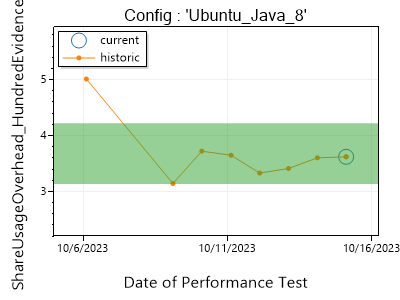 Config : 'Ubuntu_Java_8'
current
historic
ShareUsageOverhead_HundredEvidence
5
4
3
10/6/2023
10/11/2023
10/16/2023
Date of Performance Test